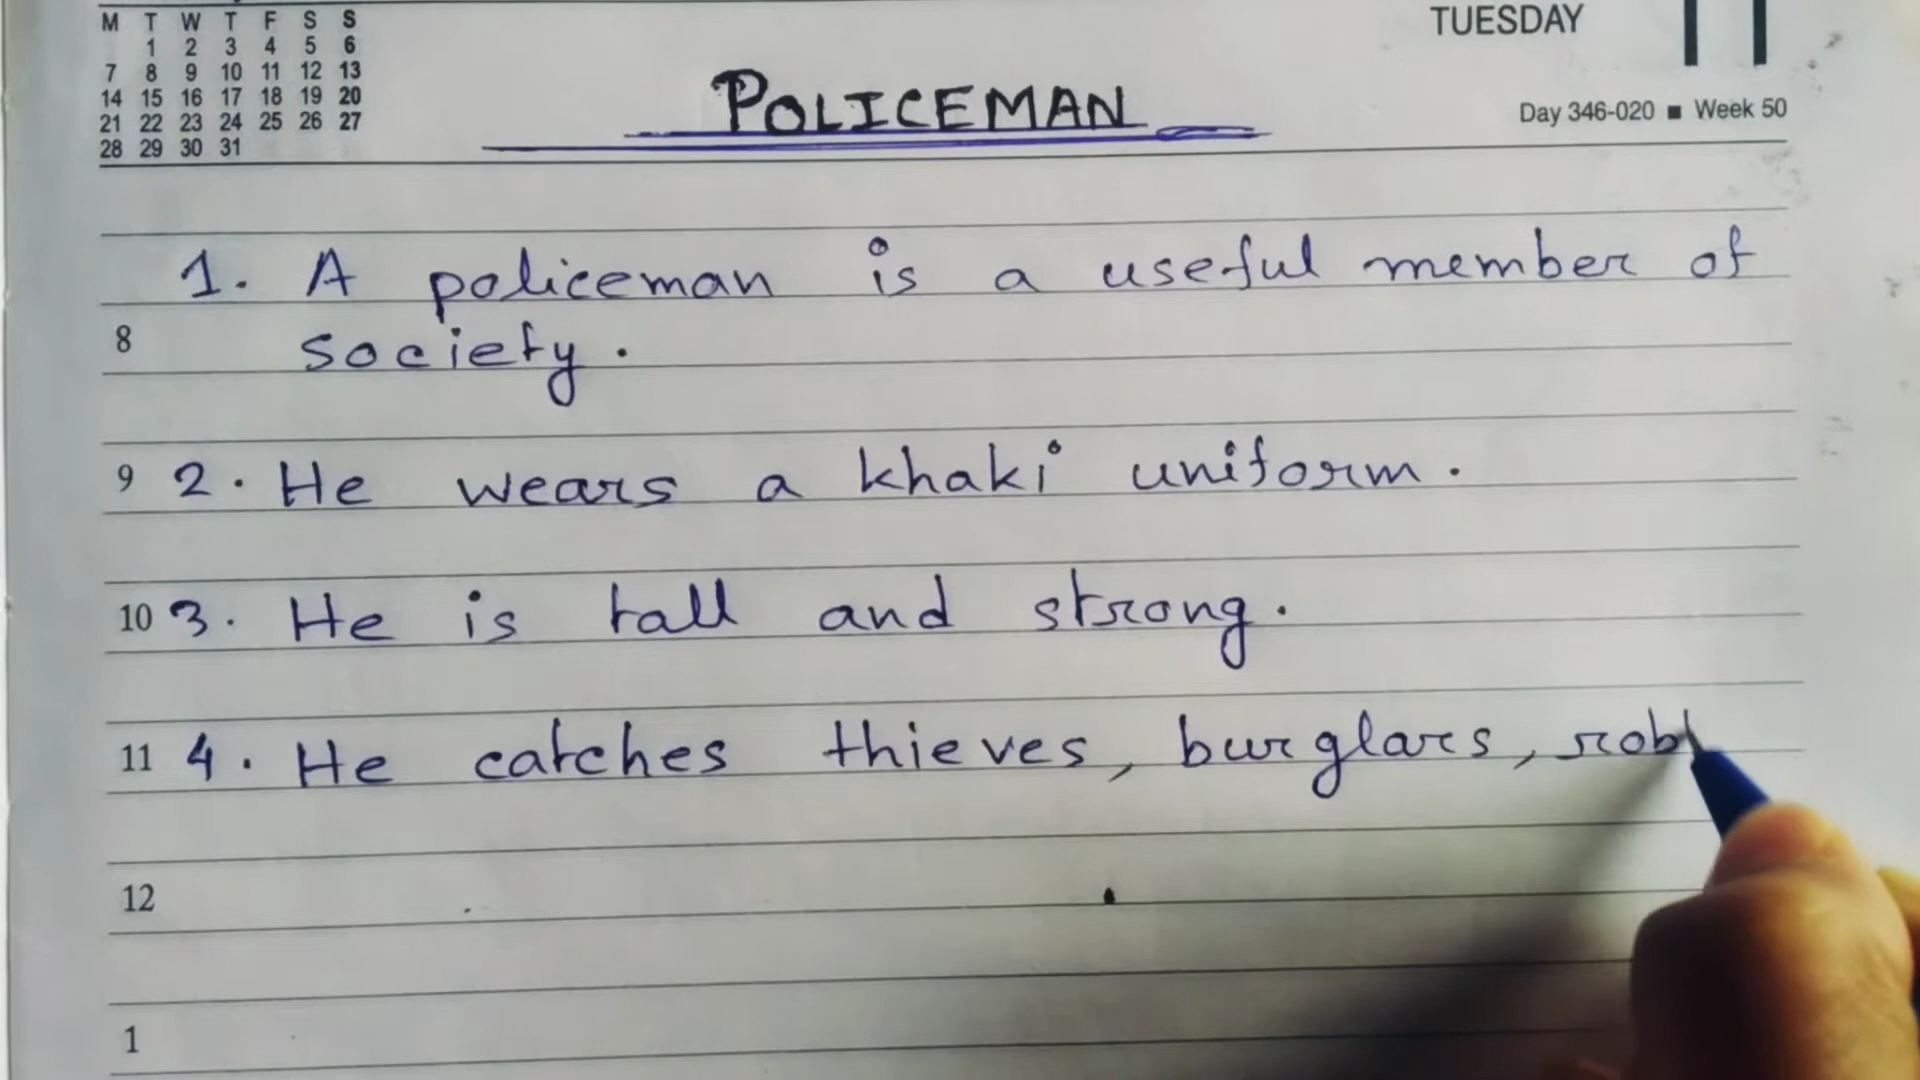 M T W T F S S
1 2 3 4 5 6
7 8 9 10 11 12 13
14 15 16 17 18 19 20
21 22 23 24 25 26 27
28 29 30 31
TUESDAY 11
Day 346-020 ■ Week 50
POLICEMAN
1. A policeman is a useful member of
8 society.
9 2. He wears a khaki uniform.
10 3. He is tall and strong.
11 4. He catches thieves, burglars, rob
12
1